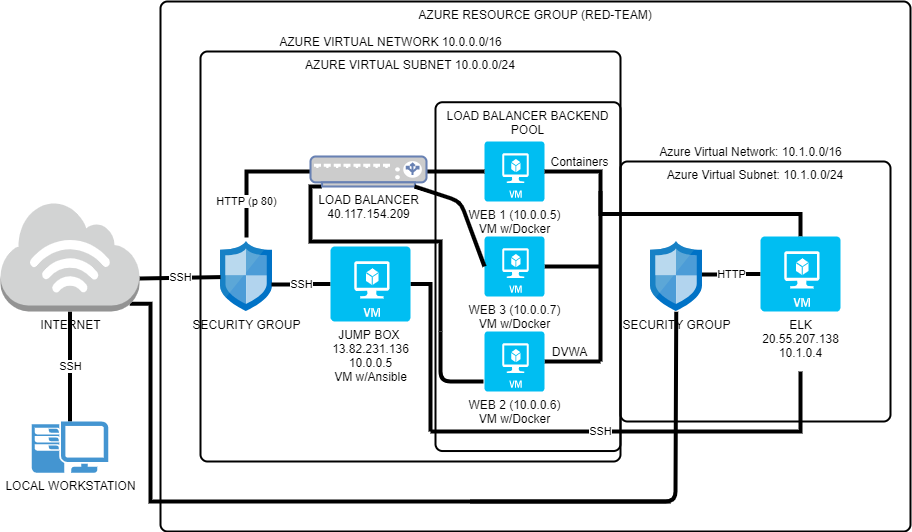 AZURE RESOURCE GROUP (RED-TEAM)
AZURE VIRTUAL NETWORK 10.0.0.0/16
AZURE VIRTUAL SUBNET 10.0.0.0/24
LOAD BALANCER BACKEND
POOL
Azure Virtual Network: 10.1.0.0/16
Azure Virtual Subnet: 10.1.0.0/24
Containers
VM
HTTP (p 80)
LOAD BALANCER
40.117.154.209
WEB 1 (10.0.0.5)
VM w/Docker
SSH
SSH
VM
VM
HTTP
VM
INTERNET
SECURITY GROUP
JUMP BOX
13.82.231.136
10.0.0.5
VM w/Ansible
WEB 3 (10.0.0.7)
VM w/Docker
SECURITY GROUP
ELK
20.55.207.138
10.1.0.4
DVWA
VM
SSH
WEB 2 (10.0.0.6)
VM w/Docker
SSH
LOCAL WORKSTATION